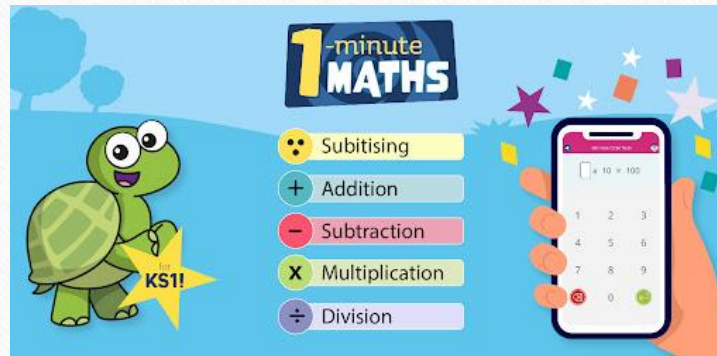 1-minute
MATHS
Subitising
+ Addition
− Subtraction
x Multiplication
÷ Division
for
KS1!
+ 10 × 100
1 2 3
4 5 6
7 8 9
0